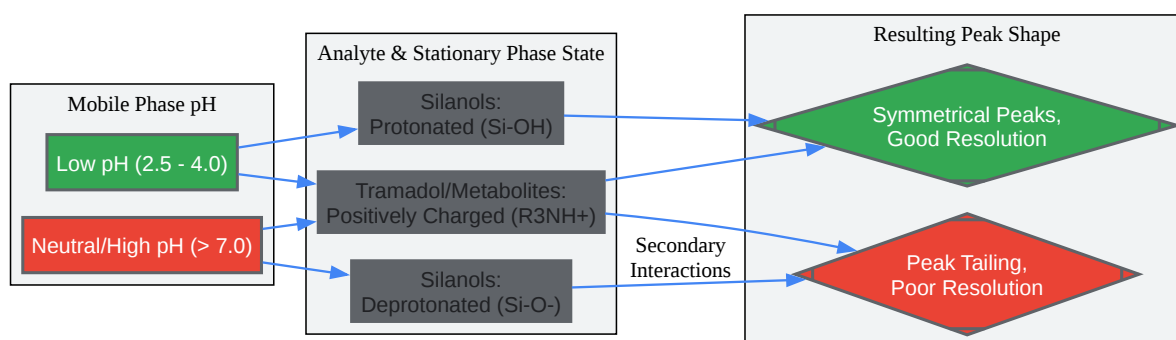 Mobile Phase pH
Low pH (2.5 - 4.0)
Neutral/High pH (> 7.0)
Analyte & Stationary Phase State
Silanols:
Protonated (Si-OH)
Tramadol/Metabolites:
Positively Charged (R3NH+)
Silanols:
Deprotonated (Si-O-)
Secondary
Interactions
Resulting Peak Shape
Symmetrical Peaks,
Good Resolution
Peak Tailing,
Poor Resolution